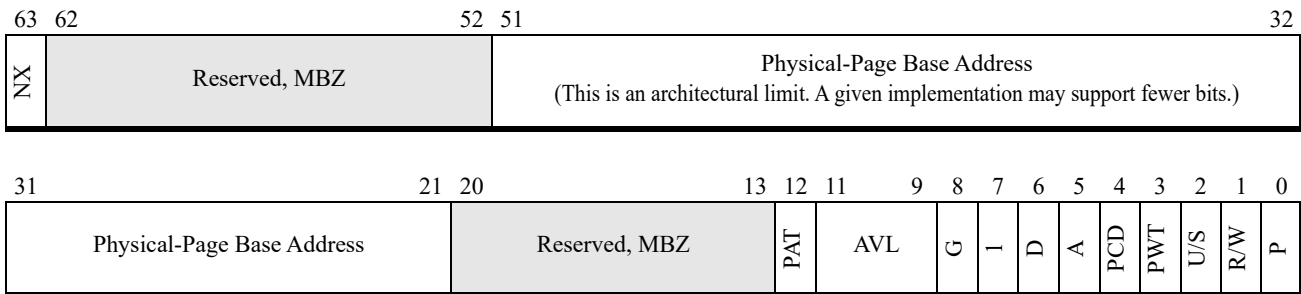 63 62 52 51 32
NX Reserved, MBZ Physical-Page Base Address
(This is an architectural limit. A given implementation may support fewer bits.)
31 21 20 13 12 11 9 8 7 6 5 4 3 2 1 0
Physical-Page Base Address Reserved, MBZ PAT AVL G 1 D A PCD PWT U/S R/W P